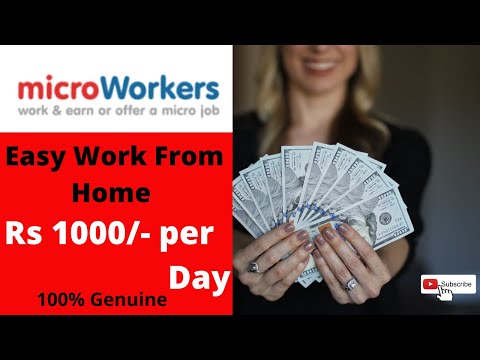 microWorkers
work & earn or offer a micro job
Easy Work From
Home
Rs 1000/- per
Day
100% Genuine
Subscribe